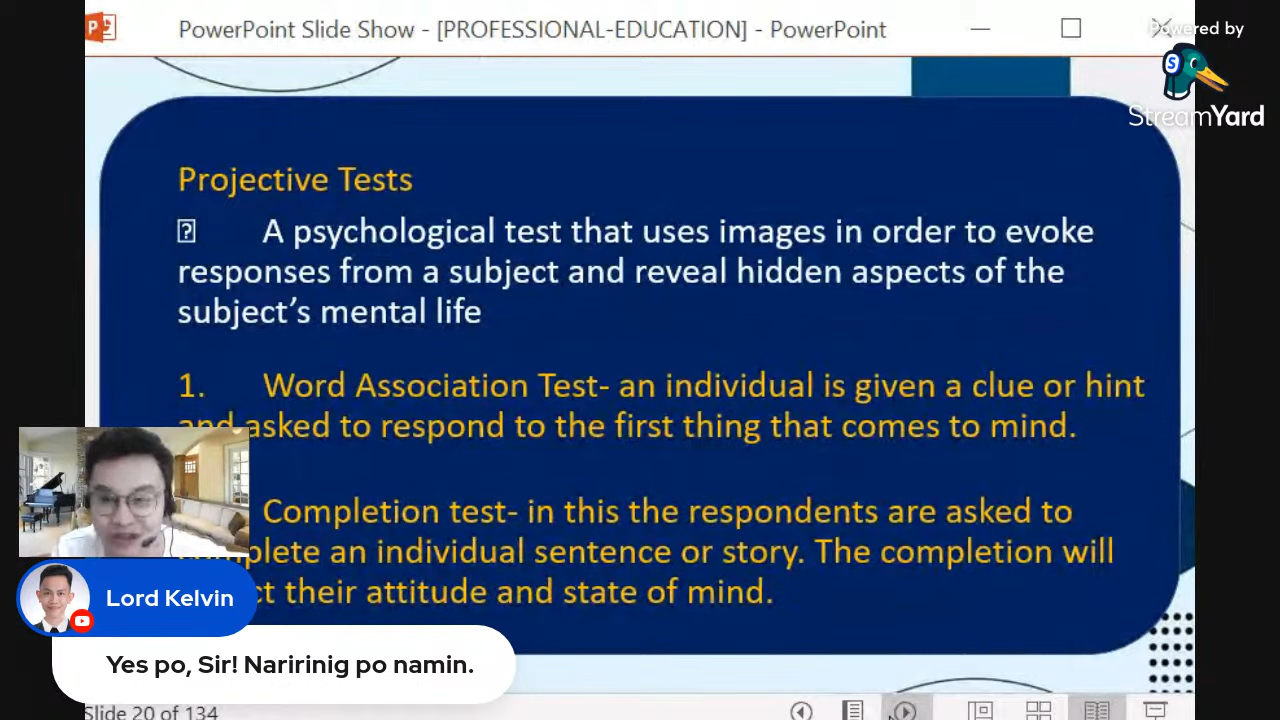 PowerPoint Slide Show - [PROFESSIONAL-EDUCATION] - PowerPoint
Powered by
StreamYard
Projective Tests
A psychological test that uses images in order to evoke
responses from a subject and reveal hidden aspects of the
subject's mental life
1. Word Association Test- an individual is given a clue or hint
and asked to respond to the first thing that comes to mind.
Completion test- in this the respondents are asked to
complete an individual sentence or story. The completion will
their attitude and state of mind.
Lord Kelvin
Yes po, Sir! Naririnig po namin.
Slide 20 of 134